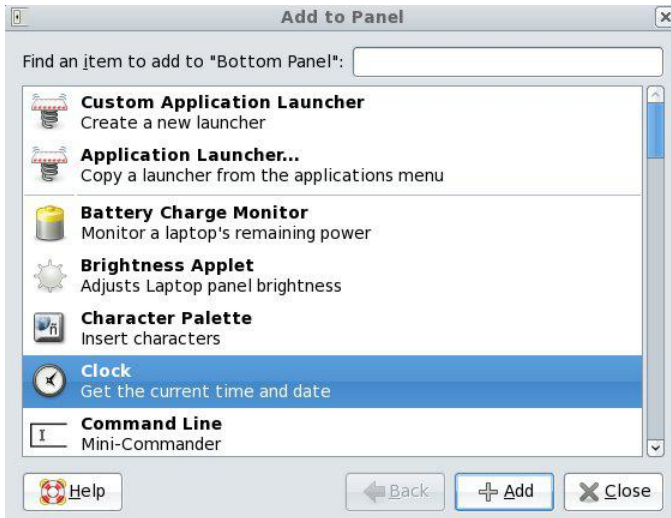 Add to Panel
Find an item to add to "Bottom Panel":
Custom Application Launcher
Create a new launcher
Application Launcher...
Copy a launcher from the applications menu
Battery Charge Monitor
Monitor a laptop's remaining power
Brightness Applet
Adjusts Laptop panel brightness
Character Palette
Insert characters
Clock
Get the current time and date
Command Line
Mini-Commander
Help Back Add Close